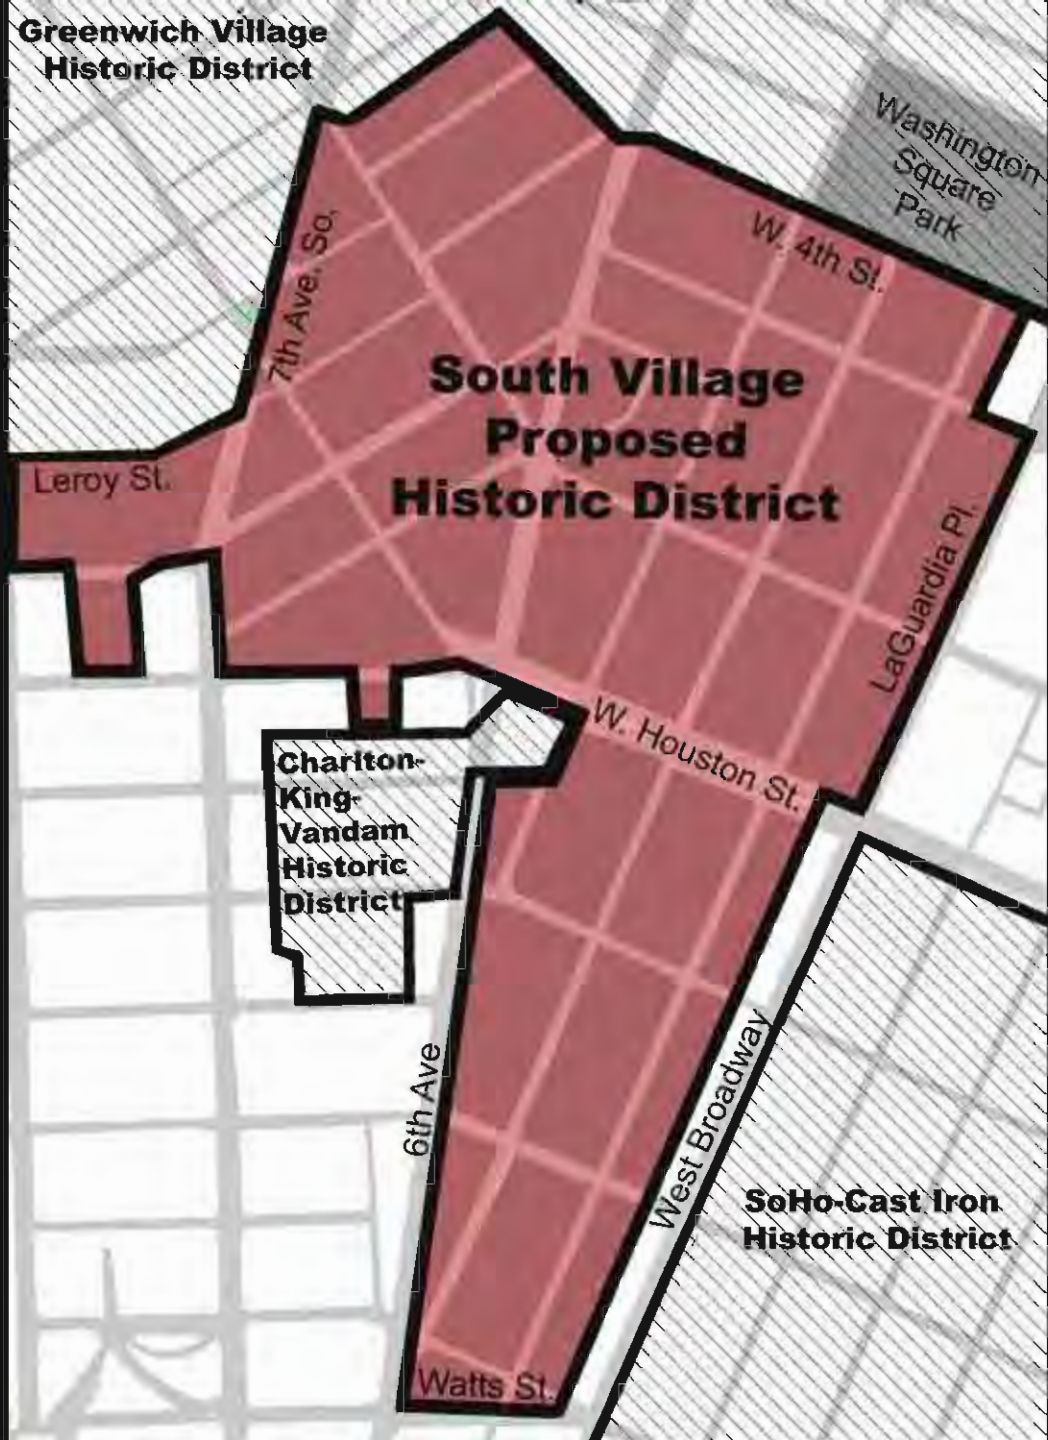 Greenwich Village
Historic District
Washington
Square
Park
W. 4th St.
7th Ave. So.
South Village
Proposed
Historic District
Leroy St.
LaGuardia Pl.
W. Houston St.
Charlton-
King-
Vandam
Historic
District
6th Ave
West Broadway
SoHo-Cast Iron
Historic District
Watts St.